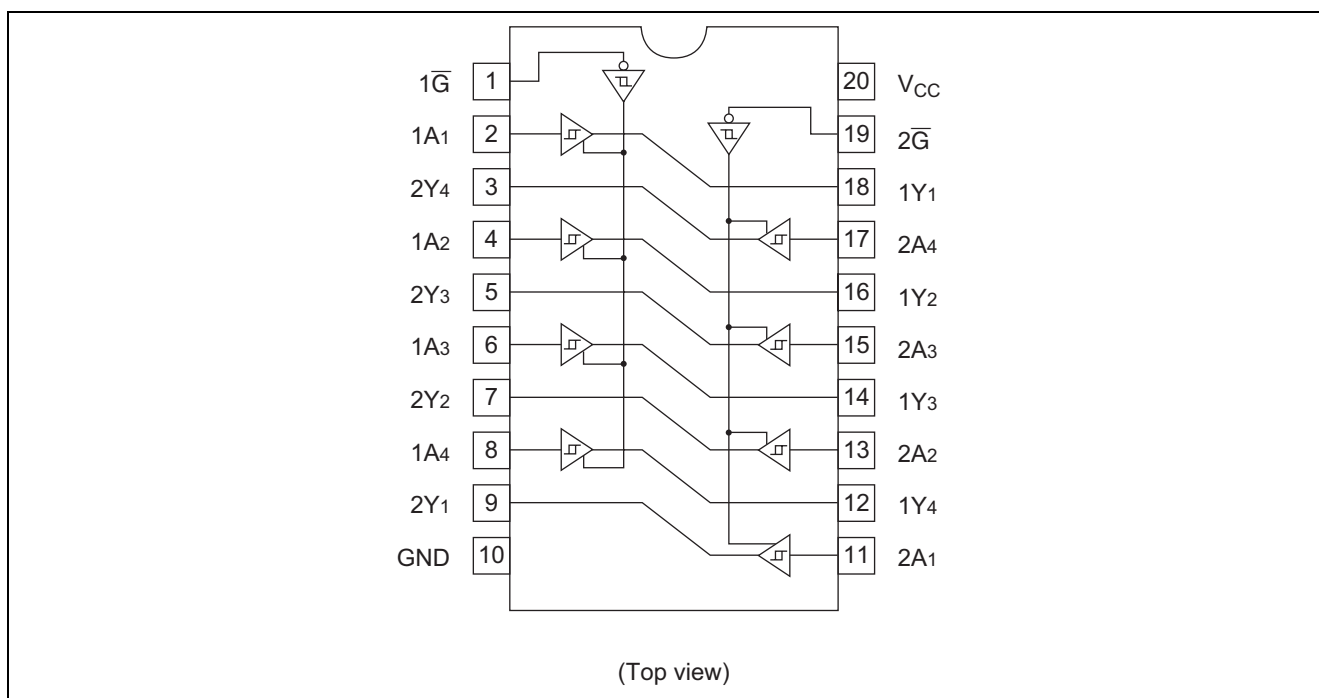 1G̅ 1 20 VCC
1A1 2 19 2G̅
2Y4 3 18 1Y1
1A2 4 17 2A4
2Y3 5 16 1Y2
1A3 6 15 2A3
2Y2 7 14 1Y3
1A4 8 13 2A2
2Y1 9 12 1Y4
GND 10 11 2A1
(Top view)